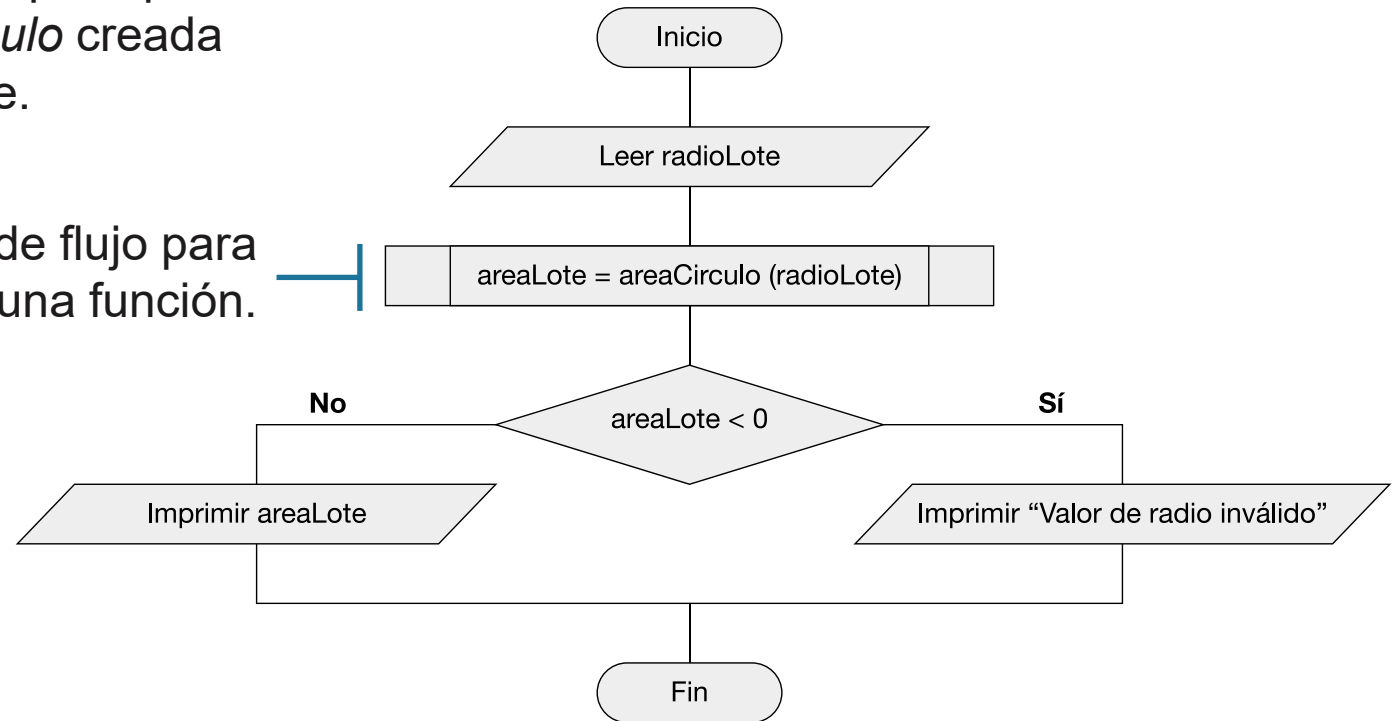 ulo creada
e.
de flujo para
una función.
Inicio
Leer radioLote
areaLote = areaCirculo (radioLote)
areaLote < 0
No
Sí
Imprimir areaLote
Imprimir “Valor de radio inválido”
Fin